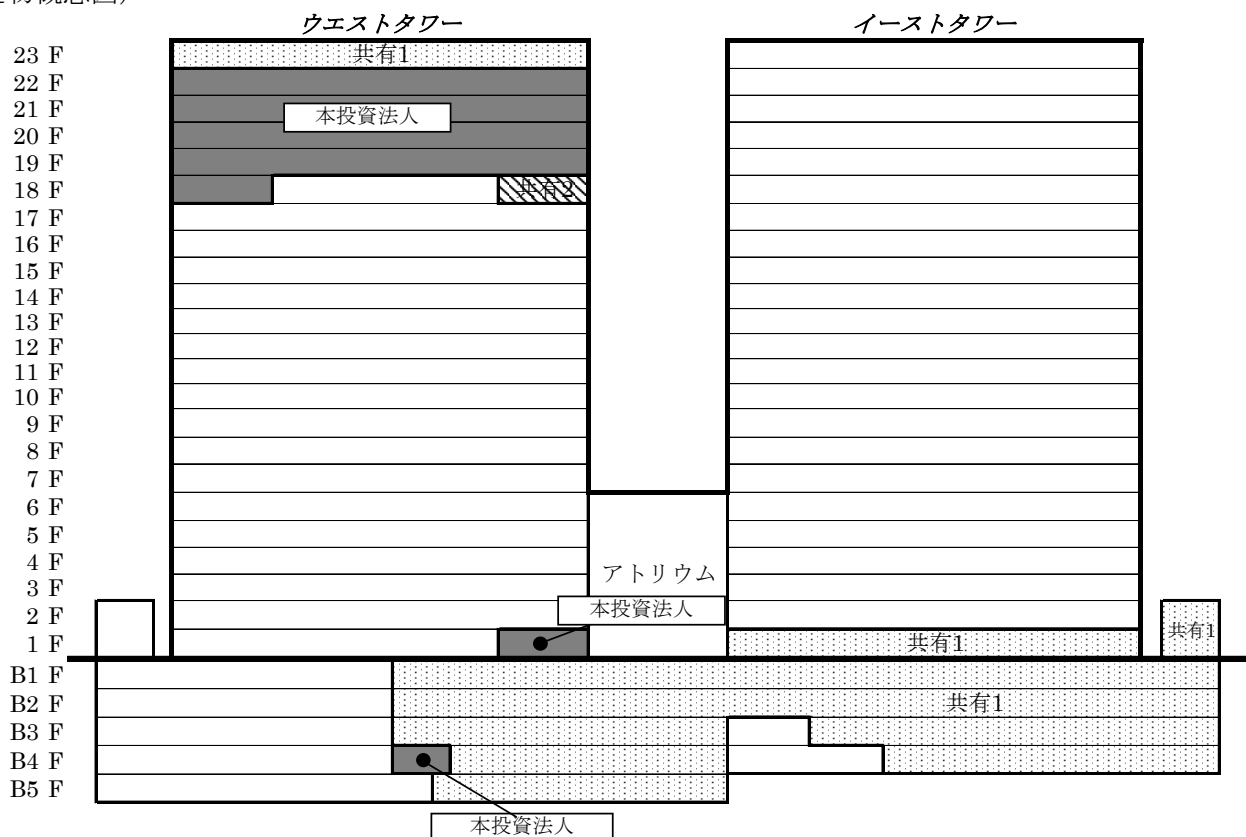 ウエストタワー
イーストタワー
23 F
共有1
22 F
21 F
本投資法人
20 F
19 F
18 F
共有2
17 F
16 F
15 F
14 F
13 F
12 F
11 F
10 F
9 F
8 F
7 F
6 F
5 F
4 F
アトリウム
3 F
本投資法人
2 F
共有1
1 F
共有1
B1 F
B2 F
共有1
B3 F
B4 F
B5 F
本投資法人